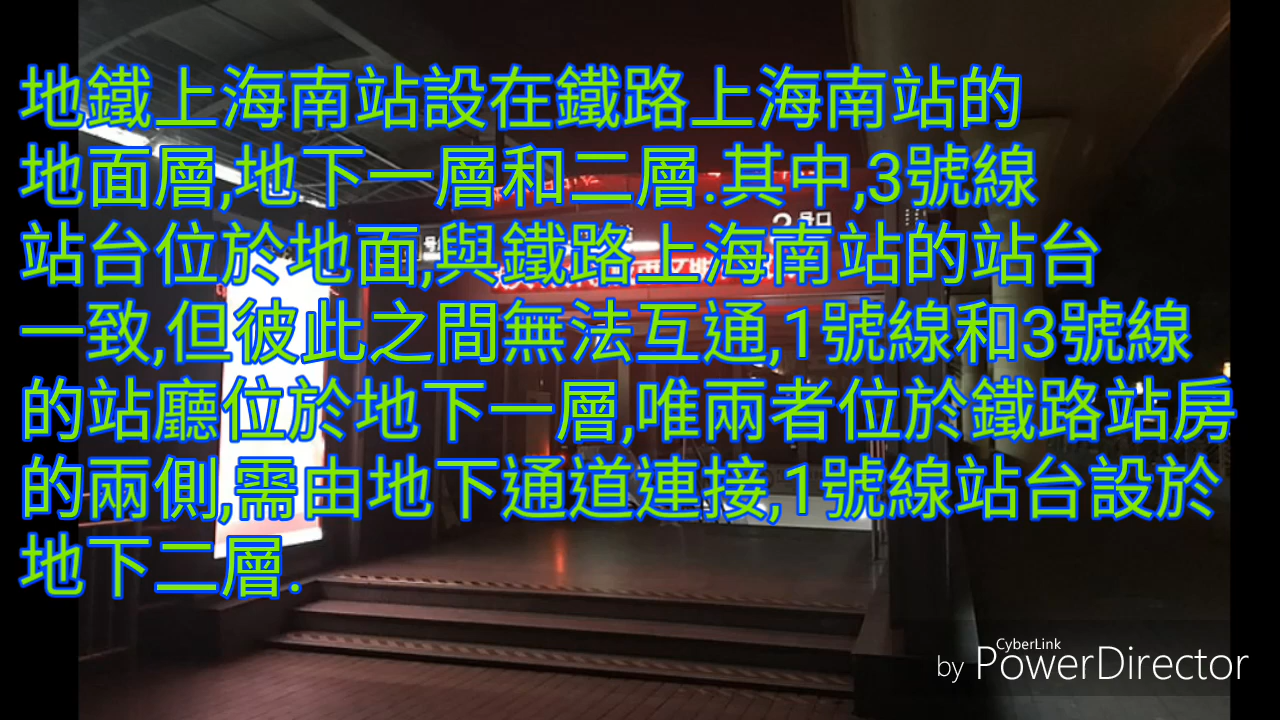 地鐵上海南站設在鐵路上海南站的
地面層,地下一層和二層.其中,3號線
站台位於地面,與鐵路上海南站的站台
一致,但彼此之間無法互通,1號線和3號線
的站廳位於地下一層,唯兩者位於鐵路站房
的兩側,需由地下通道連接,1號線站台設於
地下二層.
by CyberLink PowerDirector